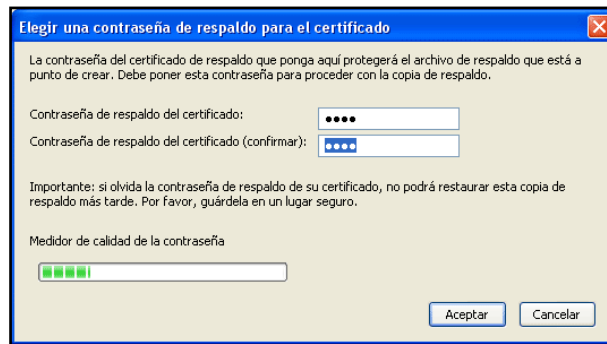 Elegir una contraseña de respaldo para el certificado
La contraseña del certificado de respaldo que ponga aquí protegerá el archivo de respaldo que está a
punto de crear. Debe poner esta contraseña para proceder con la copia de respaldo.
Contraseña de respaldo del certificado:
Contraseña de respaldo del certificado (confirmar):
Importante: si olvida la contraseña de respaldo de su certificado, no podrá restaurar esta copia de
respaldo más tarde. Por favor, guárdela en un lugar seguro.
Medidor de calidad de la contraseña
Aceptar Cancelar